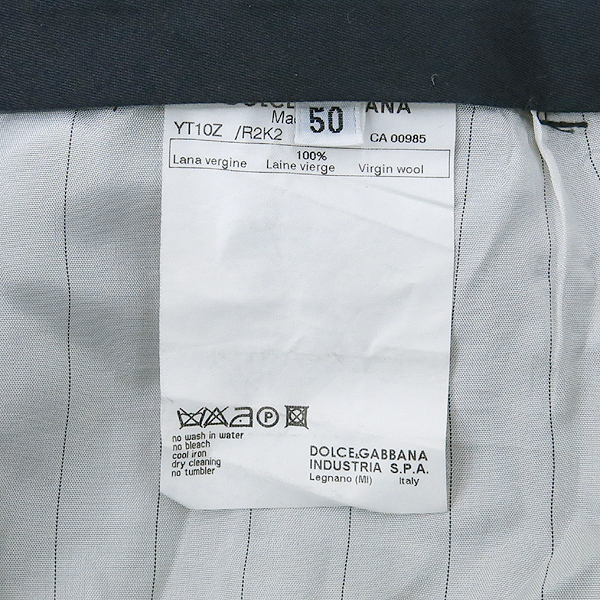 50
YT10Z /R2K2
CA 00985
100%
Lana vergine Laine vierge Virgin wool
no wash in water
no bleach
cool iron
dry cleaning
no tumbler
DOLCE&GABBANA
INDUSTRIA S.P.A.
Legnano (MI) Italy